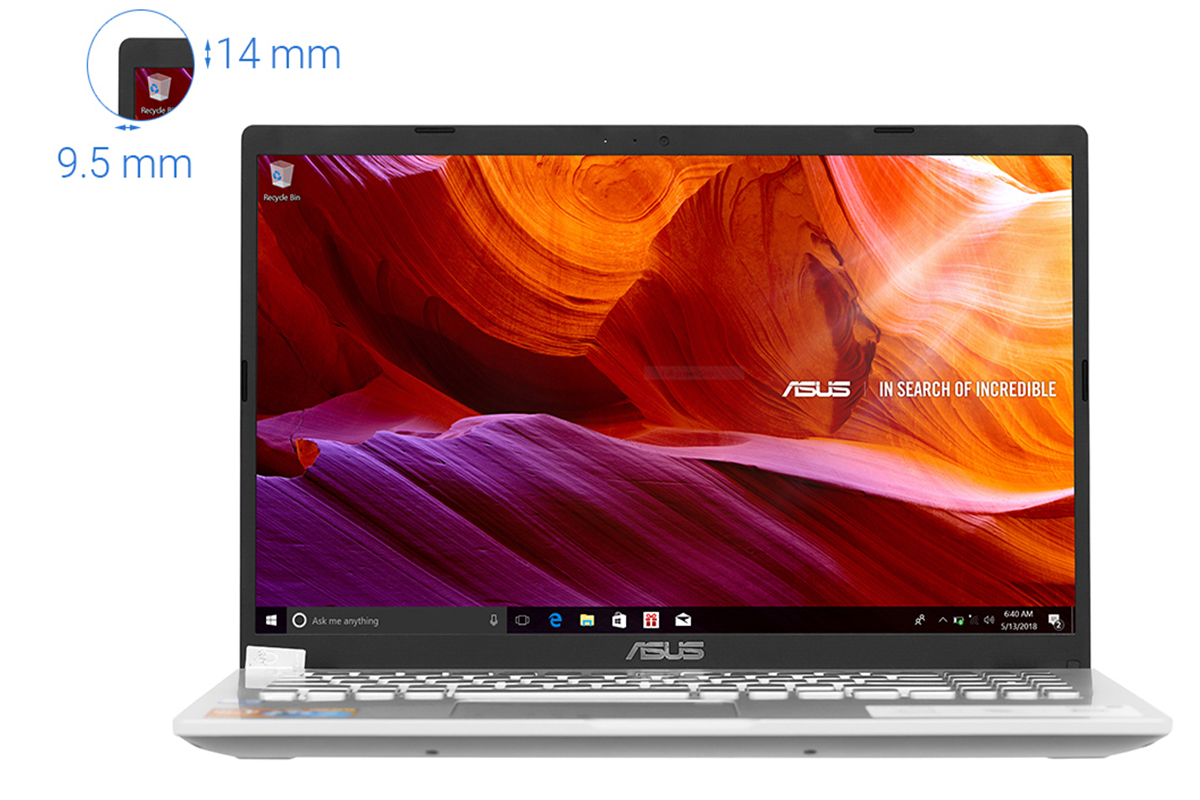 14 mm
Recycle
9.5 mm
Recycle Bin
ASUS
IN SEARCH OF INCREDIBLE
Ask me anything
6:40 AM
5/13/2018
2
ASUS